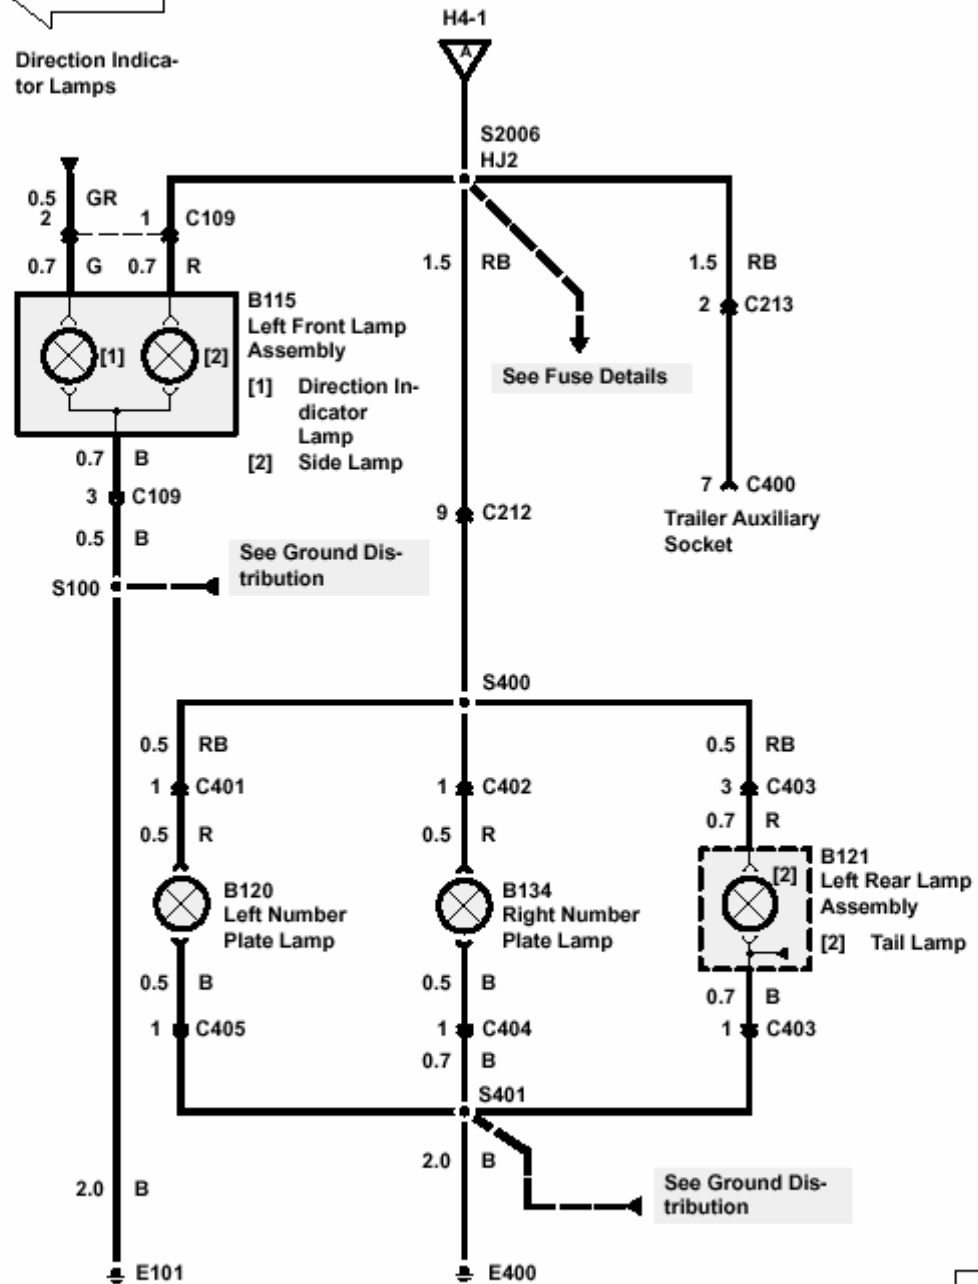 H4-1
A
Direction Indica-
tor Lamps
S2006
HJ2
0.5 GR
2 1 C109
0.7 G 0.7 R
1.5 RB
1.5 RB
2 C213
B115
Left Front Lamp
Assembly
[1] [2]
[1] Direction In-
dicator
Lamp
[2] Side Lamp
See Fuse Details
0.7 B
3 C109
0.5 B
7 C400
Trailer Auxiliary
Socket
9 C212
See Ground Dis-
tribution
S100
S400
0.5 RB
0.5 RB
1 C401
1 C402
3 C403
0.5 R
0.5 R
0.7 R
B120
Left Number
Plate Lamp
B134
Right Number
Plate Lamp
[2]
B121
Left Rear Lamp
Assembly
[2] Tail Lamp
0.5 B
0.5 B
0.7 B
1 C405
1 C404
1 C403
0.7 B
S401
2.0 B
See Ground Dis-
tribution
2.0 B
E101
E400